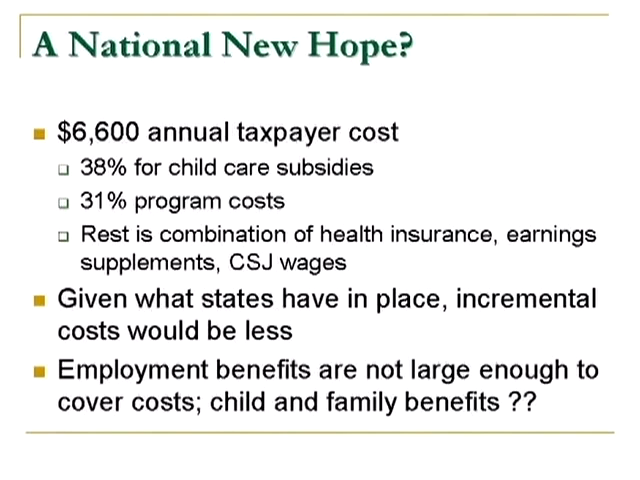 A National New Hope?
$6,600 annual taxpayer cost
38% for child care subsidies
31% program costs
Rest is combination of health insurance, earnings
supplements, CSJ wages
Given what states have in place, incremental
costs would be less
Employment benefits are not large enough to
cover costs; child and family benefits ??